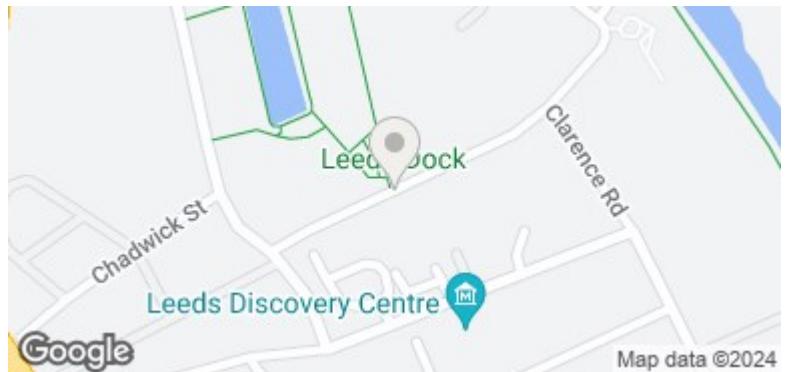 Leeds Dock
Clarence Rd
Chadwick St
Leeds Discovery Centre
Google
Map data ©2024